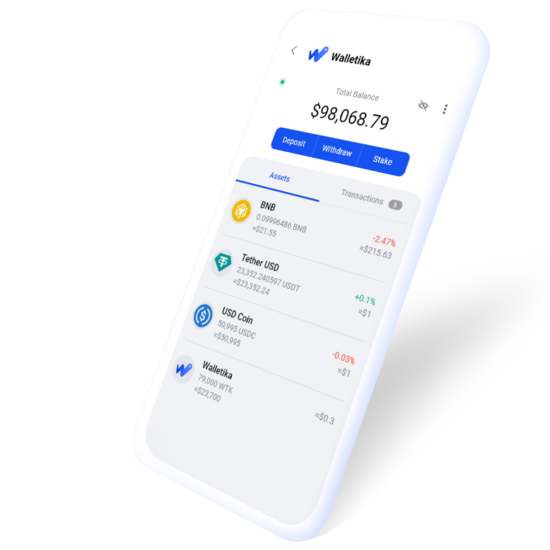 Walletika
Total Balance
$98,068.79
Deposit Withdraw Stake
Assets Transactions 5
BNB
0.09996486 BNB -2.47%
≈$21.55 ≈$215.63
Tether USD
23,352.240597 USDT +0.1%
≈$23,352.24 ≈$1
USD Coin
50,995 USDC -0.03%
≈$50,995 ≈$1
Walletika
79,000 WTK
≈$23,700 ≈$0.3